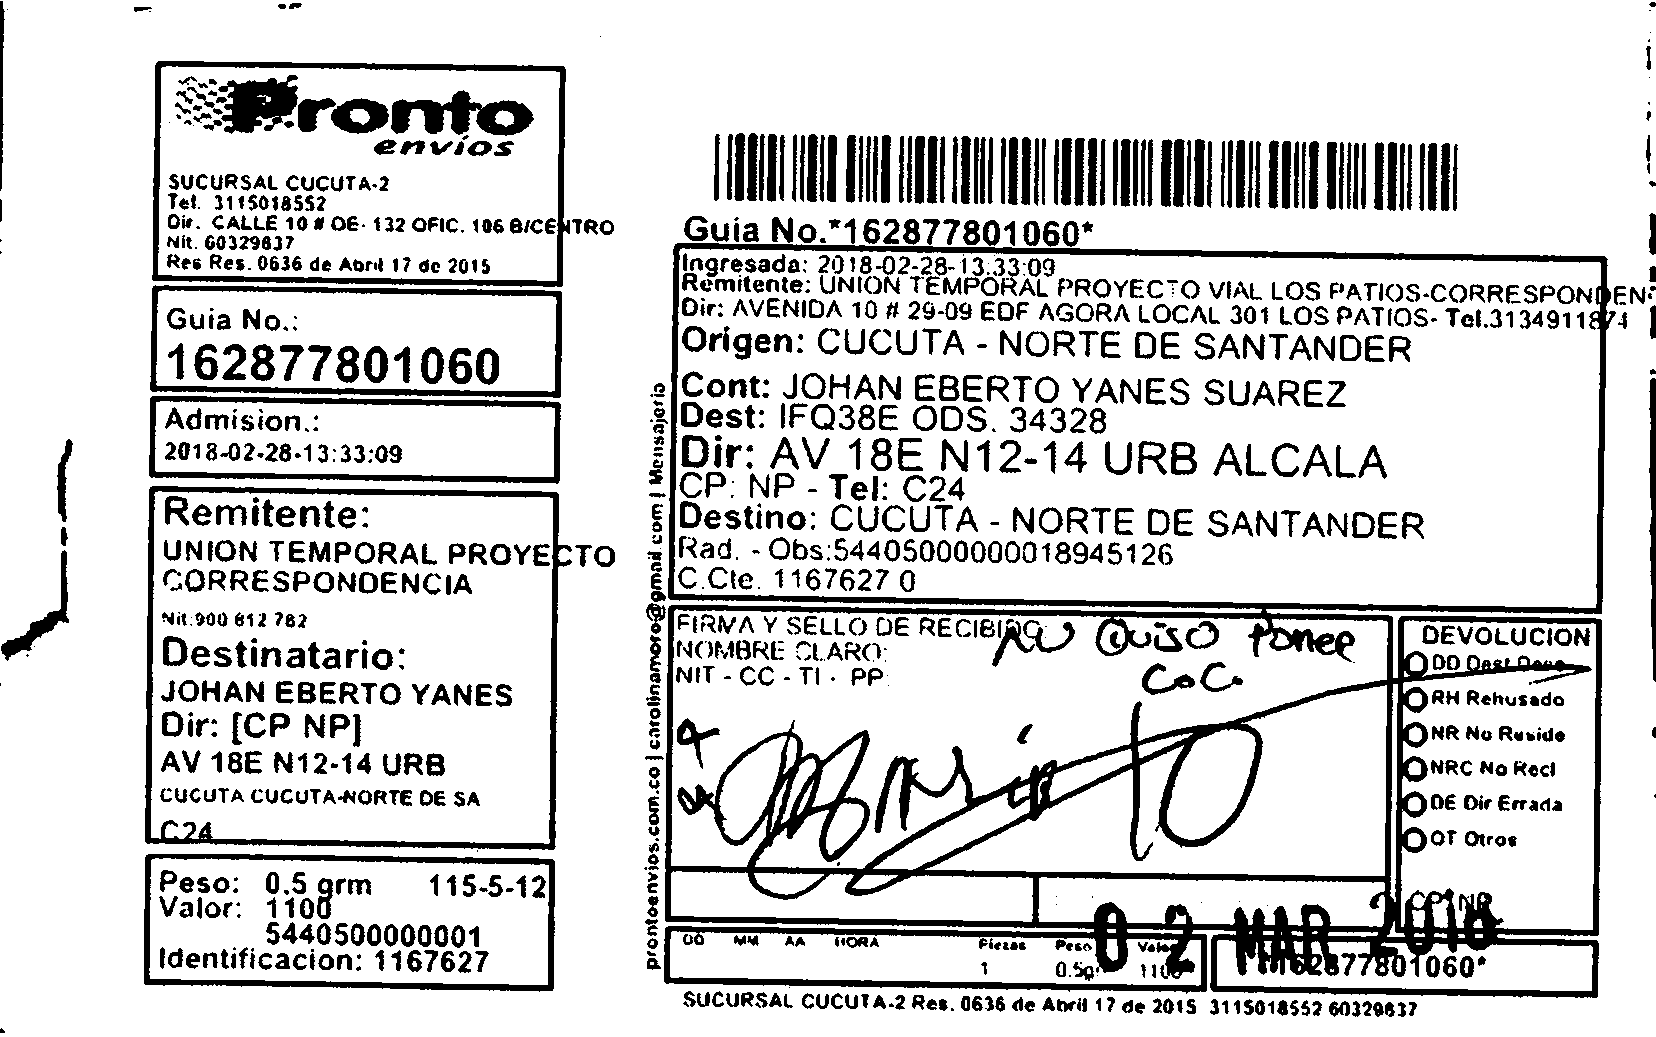 Pronto
envíos
SUCURSAL CUCUTA-2
Tel. 3115018552
Dir. CALLE 10 # OE- 132 OFIC. 106 B/CENTRO
Nit. 60329837
Res Res. 0636 de Abril 17 de 2015
Guia No.:
162877801060
Admision.:
2018-02-28-13:33:09
Remitente:
UNION TEMPORAL PROYECTO
CORRESPONDENCIA
Nit:900 612 782
Destinatario:
JOHAN EBERTO YANES
Dir: [CP NP]
AV 18E N12-14 URB
CUCUTA CUCUTA-NORTE DE SA
C24
Peso: 0.5 grm 115-5-12
Valor: 1100
5440500000001
Identificacion: 1167627
prontoenvios.com.co | carolinamoro@gmail.com | Mensajeria
Guia No.*162877801060*
Ingresada: 2018-02-28-13:33:09
Remitente: UNION TEMPORAL PROYECTO VIAL LOS PATIOS-CORRESPONDEN
Dir: AVENIDA 10 # 29-09 EDF AGORA LOCAL 301 LOS PATIOS- Tel.3134911874
Origen: CUCUTA - NORTE DE SANTANDER
Cont: JOHAN EBERTO YANES SUAREZ
Dest: IFQ38E ODS. 34328
Dir: AV 18E N12-14 URB ALCALA
CP: NP - Tel: C24
Destino: CUCUTA - NORTE DE SANTANDER
Rad. - Obs:54405000000018945126
C.Cte. 1167627 0
FIRMA Y SELLO DE RECIBIDO:
NOMBRE CLARO:
NIT - CC - TI - PP:
NO Quiso Poner
C.C.
10
DEVOLUCION
DD Dest Desc
RH Rehusado
NR No Reside
NRC No Recl
DE Dir Errada
OT Otros
CP: NP
02 MAR 2018
DD MM AA HORA
Piezas Peso Valor
1 0.5gr 1100
*162877801060*
SUCURSAL CUCUTA-2 Res. 0636 de Abril 17 de 2015 3115018552 60329837